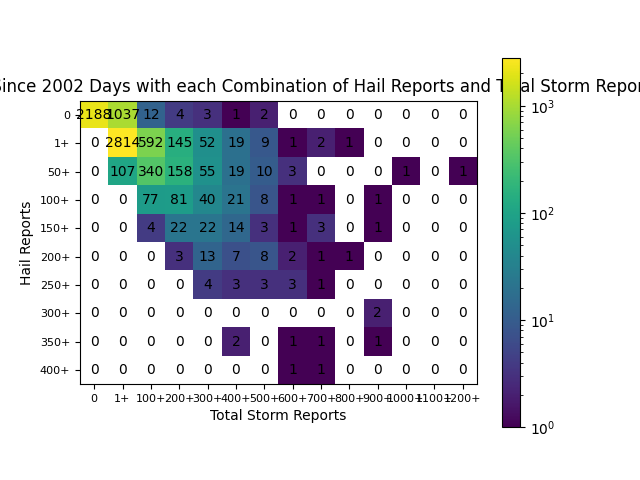 Since 2002 Days with each Combination of Hail Reports and Total Storm Repor
0 2188 1037 12 4 3 1 2 0 0 0 0 0 0 0
1+ 0 2814 592 145 52 19 9 1 2 1 0 0 0 0
50+ 0 107 340 158 55 19 10 3 0 0 0 1 0 1
100+ 0 0 77 81 40 21 8 1 1 0 1 0 0 0
150+ 0 0 4 22 22 14 3 1 3 0 1 0 0 0
200+ 0 0 0 3 13 7 8 2 1 1 0 0 0 0
250+ 0 0 0 0 4 3 3 3 1 0 0 0 0 0
300+ 0 0 0 0 0 0 0 0 0 0 2 0 0 0
350+ 0 0 0 0 0 2 0 1 1 0 1 0 0 0
400+ 0 0 0 0 0 0 0 1 1 0 0 0 0 0
0 1+ 100+ 200+ 300+ 400+ 500+ 600+ 700+ 800+ 900+ 1000+ 1100+ 1200+
Total Storm Reports
Hail Reports
10³
10²
10¹
10⁰